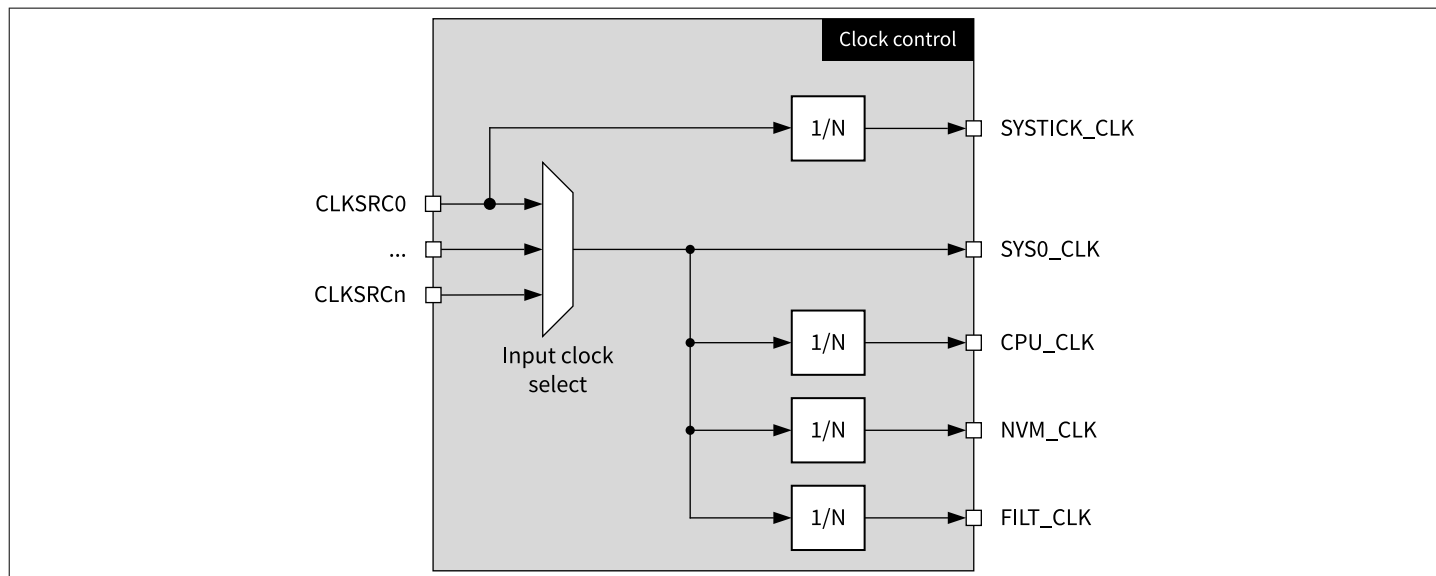 Clock control
1/N
SYSTICK_CLK
CLKSRC0
...
SYS0_CLK
CLKSRCn
1/N
CPU_CLK
Input clock
select
1/N
NVM_CLK
1/N
FILT_CLK